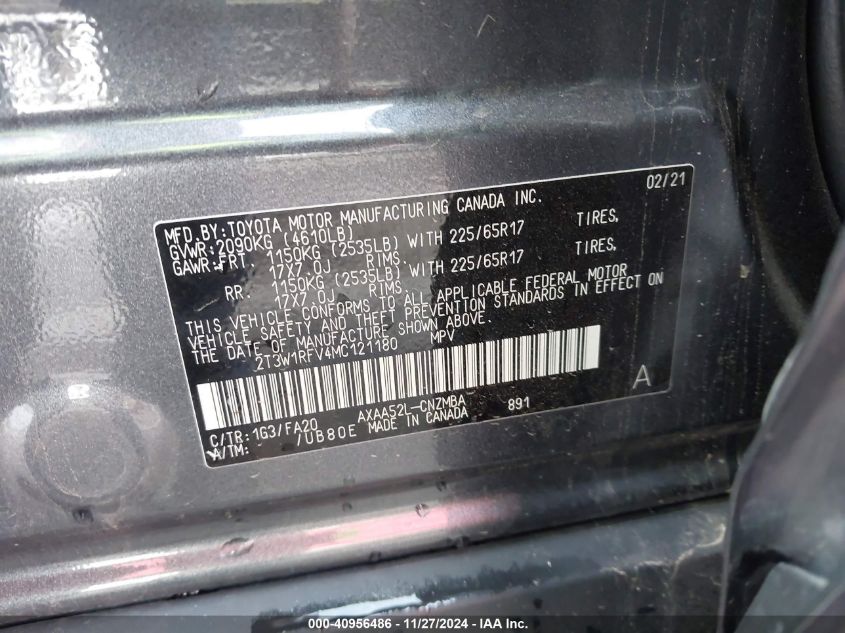 02/21
MFD.BY:TOYOTA MOTOR MANUFACTURING CANADA INC.
GVWR:2090KG (4610LB)
GAWR:FRT. 1150KG (2535LB) WITH 225/65R17 TIRES,
17X7.0J RIMS.
RR. 1150KG (2535LB) WITH 225/65R17 TIRES,
17X7.0J RIMS.
THIS VEHICLE CONFORMS TO ALL APPLICABLE FEDERAL MOTOR
VEHICLE SAFETY AND THEFT PREVENTION STANDARDS IN EFFECT ON
THE DATE OF MANUFACTURE SHOWN ABOVE.
2T3W1RFV4MC121180 MPV
A
C/TR: 1G3/FA20 AXAA52L-CNZMBA 891
A/TM: /UB80E MADE IN CANADA
000-40956486 - 11/27/2024 - IAA Inc.